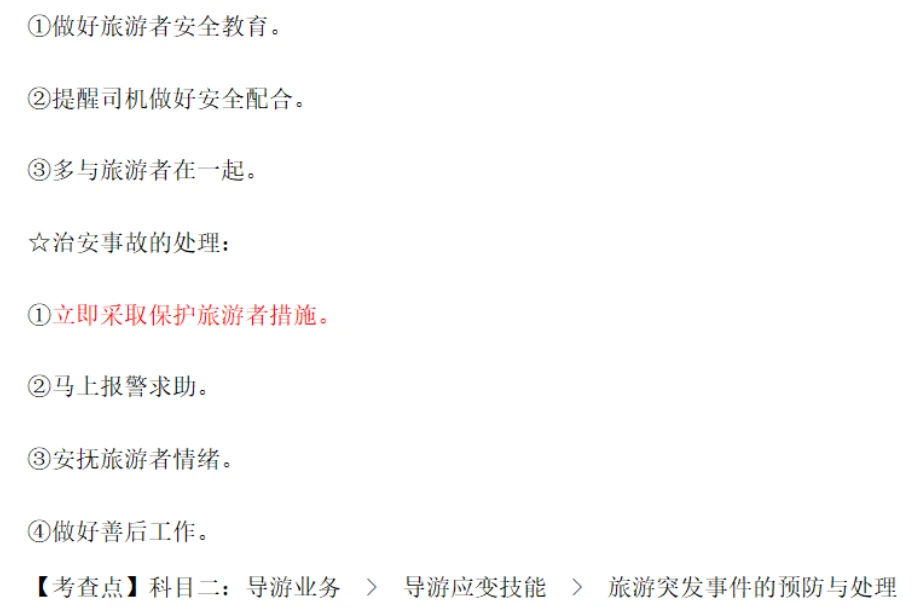 ①做好旅游者安全教育。
②提醒司机做好安全配合。
③多与旅游者在一起。
☆治安事故的处理：
①立即采取保护旅游者措施。
②马上报警求助。
③安抚旅游者情绪。
④做好善后工作。
【考查点】科目二：导游业务 > 导游应变技能 > 旅游突发事件的预防与处理